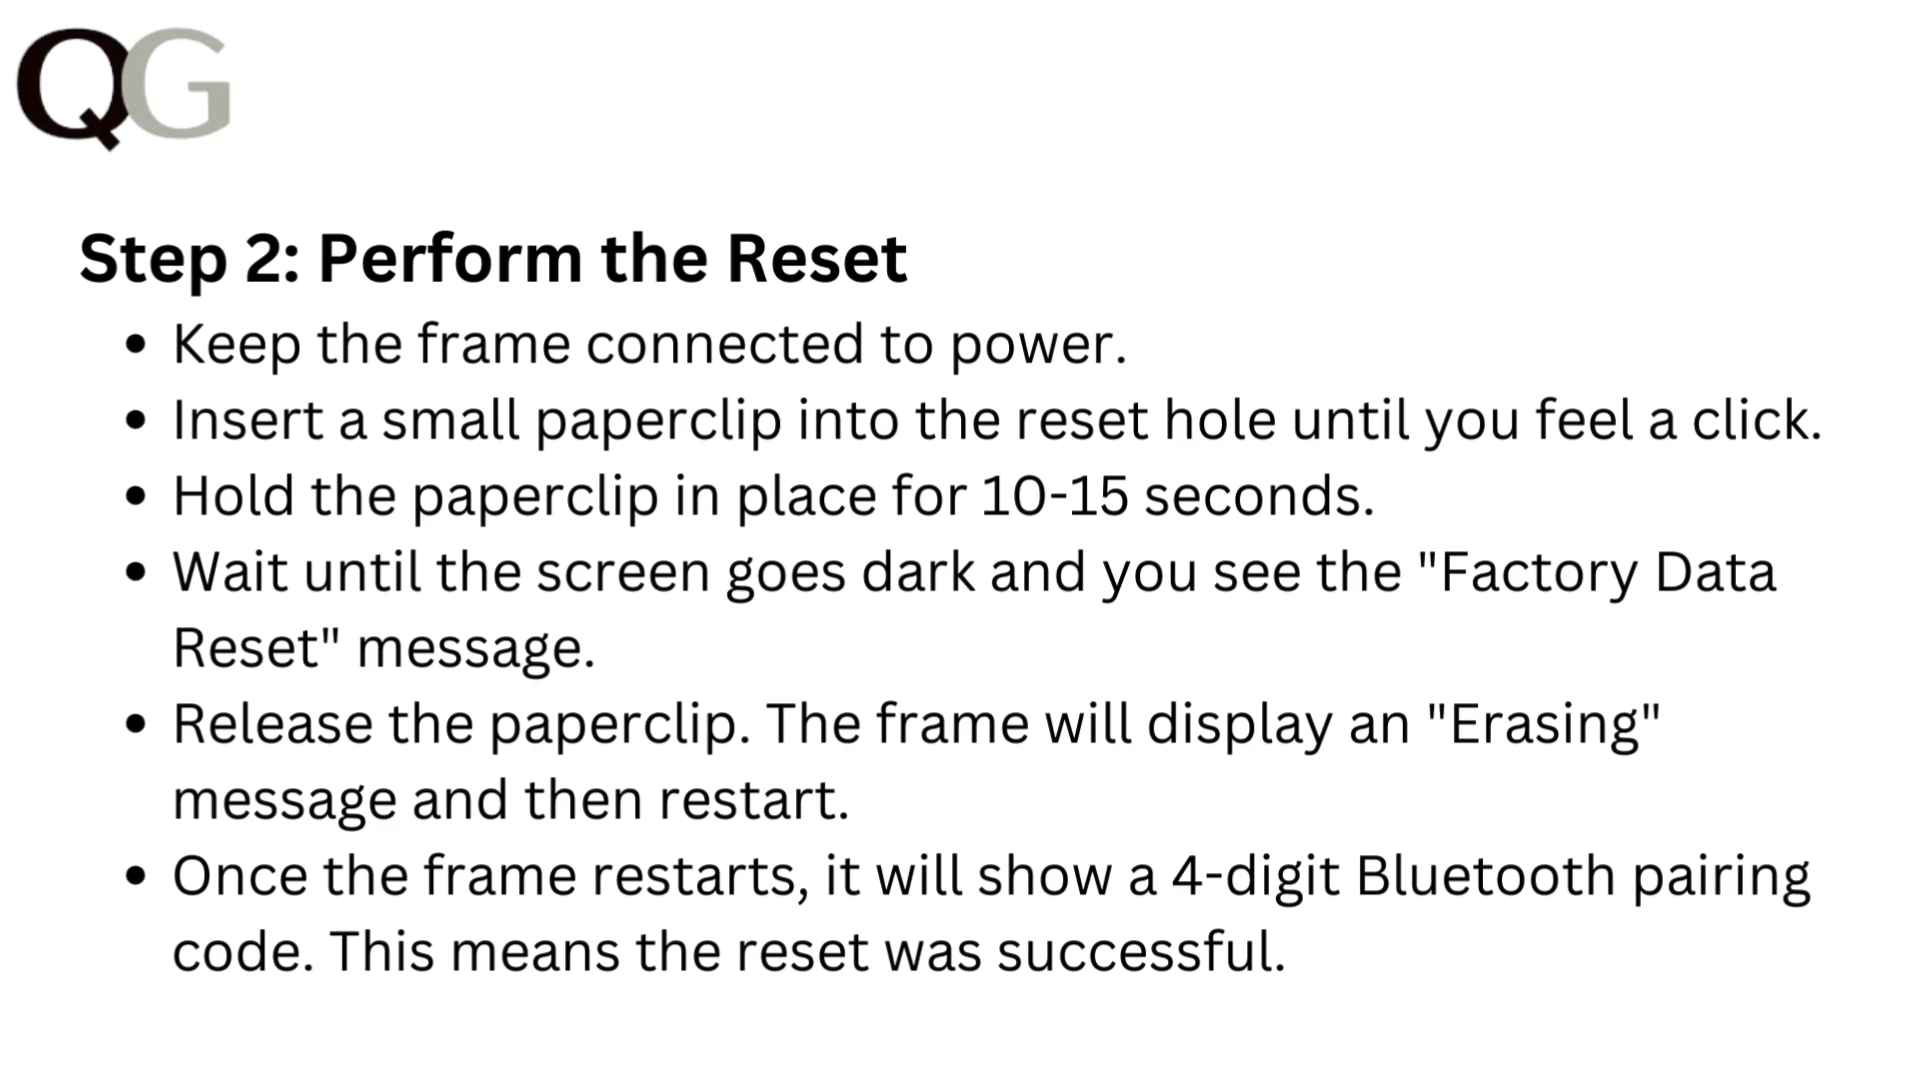 QG
Step 2: Perform the Reset
• Keep the frame connected to power.
• Insert a small paperclip into the reset hole until you feel a click.
• Hold the paperclip in place for 10-15 seconds.
• Wait until the screen goes dark and you see the "Factory Data
Reset" message.
• Release the paperclip. The frame will display an "Erasing"
message and then restart.
• Once the frame restarts, it will show a 4-digit Bluetooth pairing
code. This means the reset was successful.